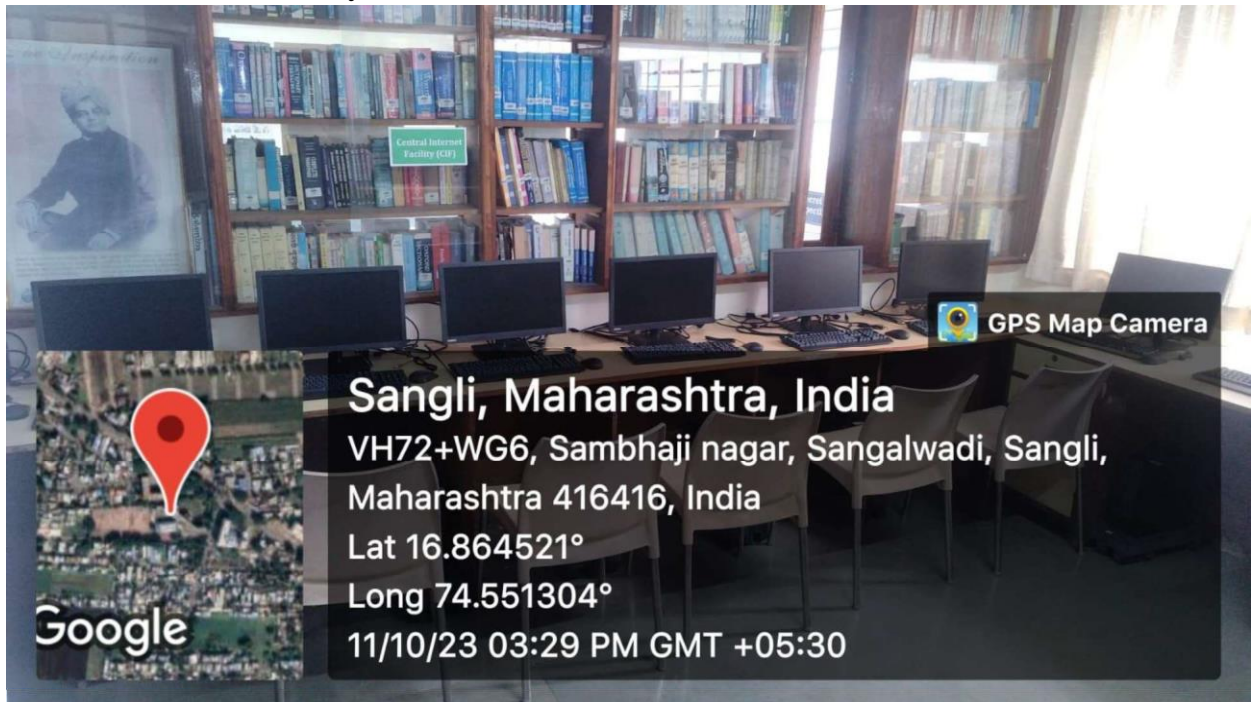 Inspiration
Central Internet
Facility (CIF)
GPS Map Camera
Sangli, Maharashtra, India
VH72+WG6, Sambhaji nagar, Sangalwadi, Sangli,
Maharashtra 416416, India
Lat 16.864521°
Long 74.551304°
11/10/23 03:29 PM GMT +05:30
Google